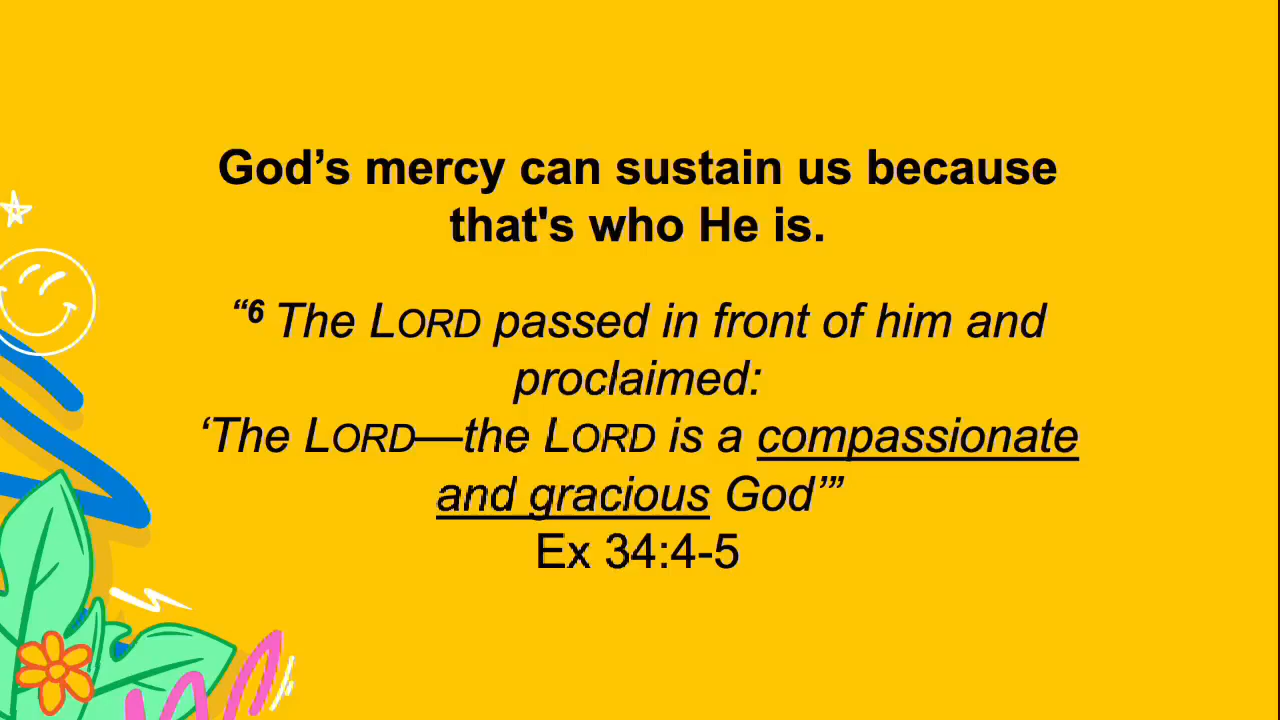 God’s mercy can sustain us because
that's who He is.
“6 The LORD passed in front of him and
proclaimed:
‘The LORD—the LORD is a compassionate
and gracious God’”
Ex 34:4-5